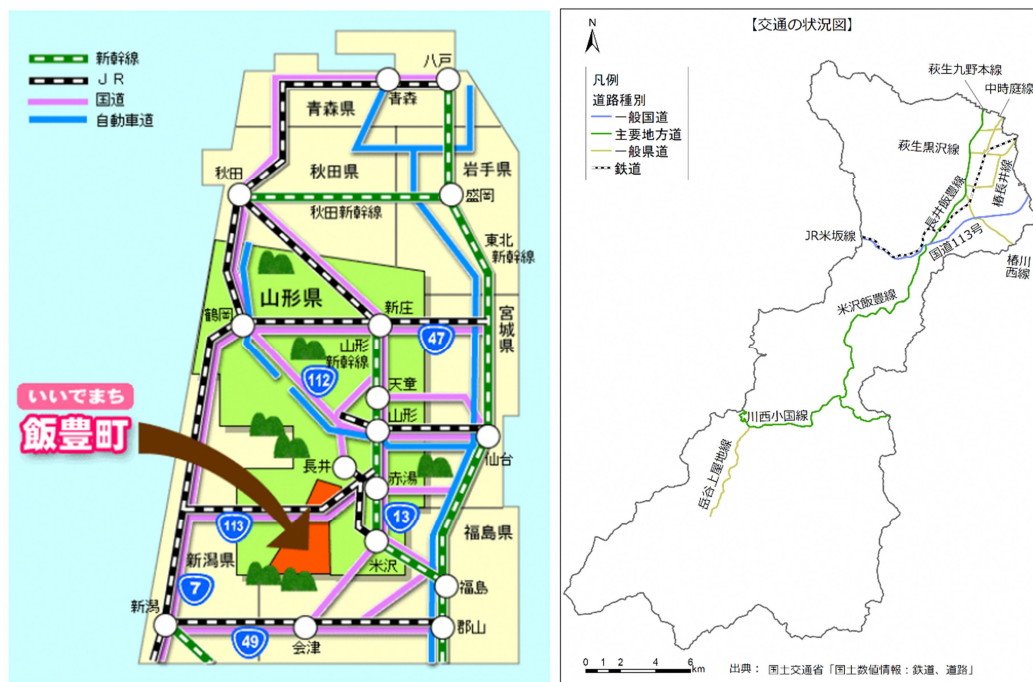 新幹線
JR
国道
自動車道
八戸
青森
青森県
秋田
秋田県
岩手県
盛岡
秋田新幹線
東北
新幹線
山形県
鶴岡
新庄
47
宮城県
山形
新幹線
112
天童
山形
仙台
いいでまち
飯豊町
長井
赤湯
113
13
福島県
新潟県
米沢
7
福島
新潟
49
会津
郡山
【交通の状況図】
N
凡例
道路種別
一般国道
主要地方道
一般県道
鉄道
萩生九野本線
中時庭線
萩生黒沢線
椿長井線
長井飯豊線
JR米坂線
国道113号
椿川
西線
米沢飯豊線
川西小国線
岳谷上屋地線
0 1 2 4 6
km
出典： 国土交通省「国土数値情報：鉄道、道路」